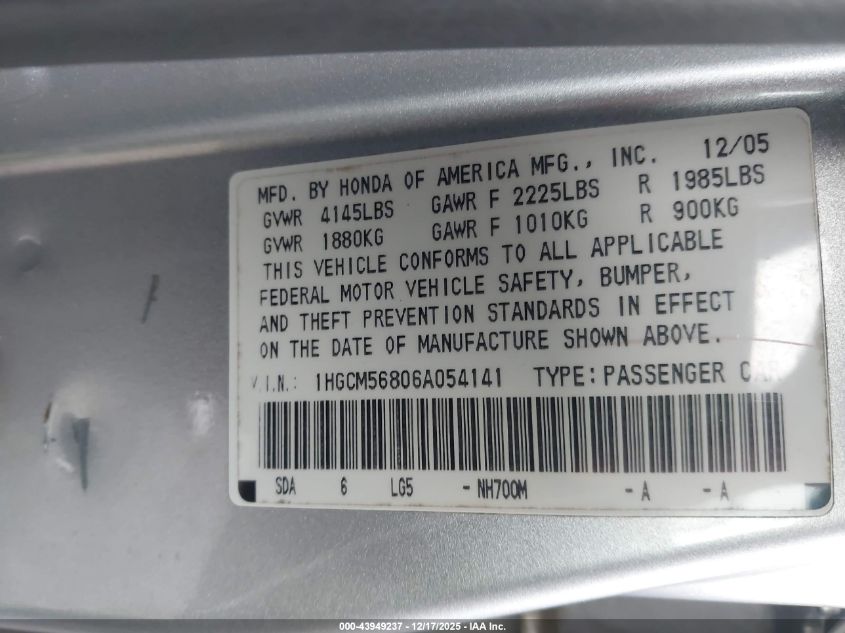 MFD. BY HONDA OF AMERICA MFG., INC. 12/05
GVWR 4145LBS GAWR F 2225LBS R 1985LBS
GVWR 1880KG GAWR F 1010KG R 900KG
THIS VEHICLE CONFORMS TO ALL APPLICABLE
FEDERAL MOTOR VEHICLE SAFETY, BUMPER,
AND THEFT PREVENTION STANDARDS IN EFFECT
ON THE DATE OF MANUFACTURE SHOWN ABOVE.
V.I.N.: 1HGCM56806A054141 TYPE: PASSENGER CAR
SDA 6 LG5 - NH700M - A - A
000-43949237 - 12/17/2025 - IAA Inc.